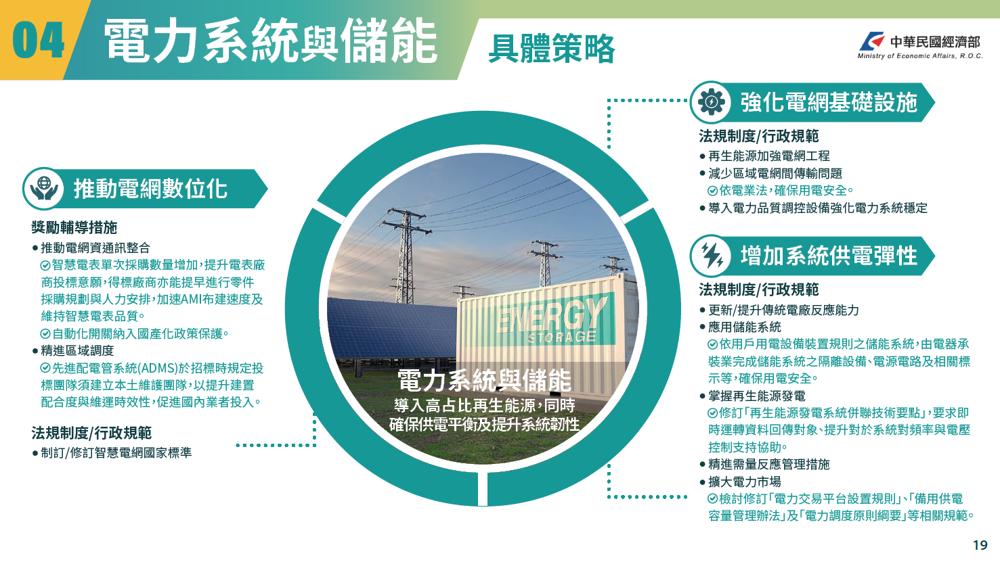 04
電力系統與儲能
具體策略
中華民國經濟部
Ministry of Economic Affairs, R.O.C.
推動電網數位化
獎勵輔導措施
●推動電網資通訊整合
智慧電表單次採購數量增加，提升電表廠
商投標意願，得標廠商亦能提早進行零件
採購規劃與人力安排，加速AMI布建速度及
維持智慧電表品質。
自動化開關納入國產化政策保護。
●精進區域調度
先進配電管系統(ADMS)於招標時規定投
標團隊須建立本土維護團隊，以提升建置
配合度與維運時效性，促進國內業者投入。
法規制度/行政規範
●制訂/修訂智慧電網國家標準
ENERGY
STORAGE
電力系統與儲能
導入高占比再生能源，同時
確保供電平衡及提升系統韌性
強化電網基礎設施
法規制度/行政規範
●再生能源加強電網工程
●減少區域電網間傳輸問題
依電業法，確保用電安全。
●導入電力品質調控設備強化電力系統穩定
增加系統供電彈性
法規制度/行政規範
●更新/提升傳統電廠反應能力
●應用儲能系統
依用戶用電設備裝置規則之儲能系統，由電器承
裝業完成儲能系統之隔離設備、電源電路及相關標
示等，確保用電安全。
●掌握再生能源發電
修訂「再生能源發電系統併聯技術要點」，要求即
時運轉資料回傳對象、提升對於系統對頻率與電壓
控制支持協助。
●精進需量反應管理措施
●擴大電力市場
檢討修訂「電力交易平台設置規則」、「備用供電
容量管理辦法」及「電力調度原則綱要」等相關規範。
19